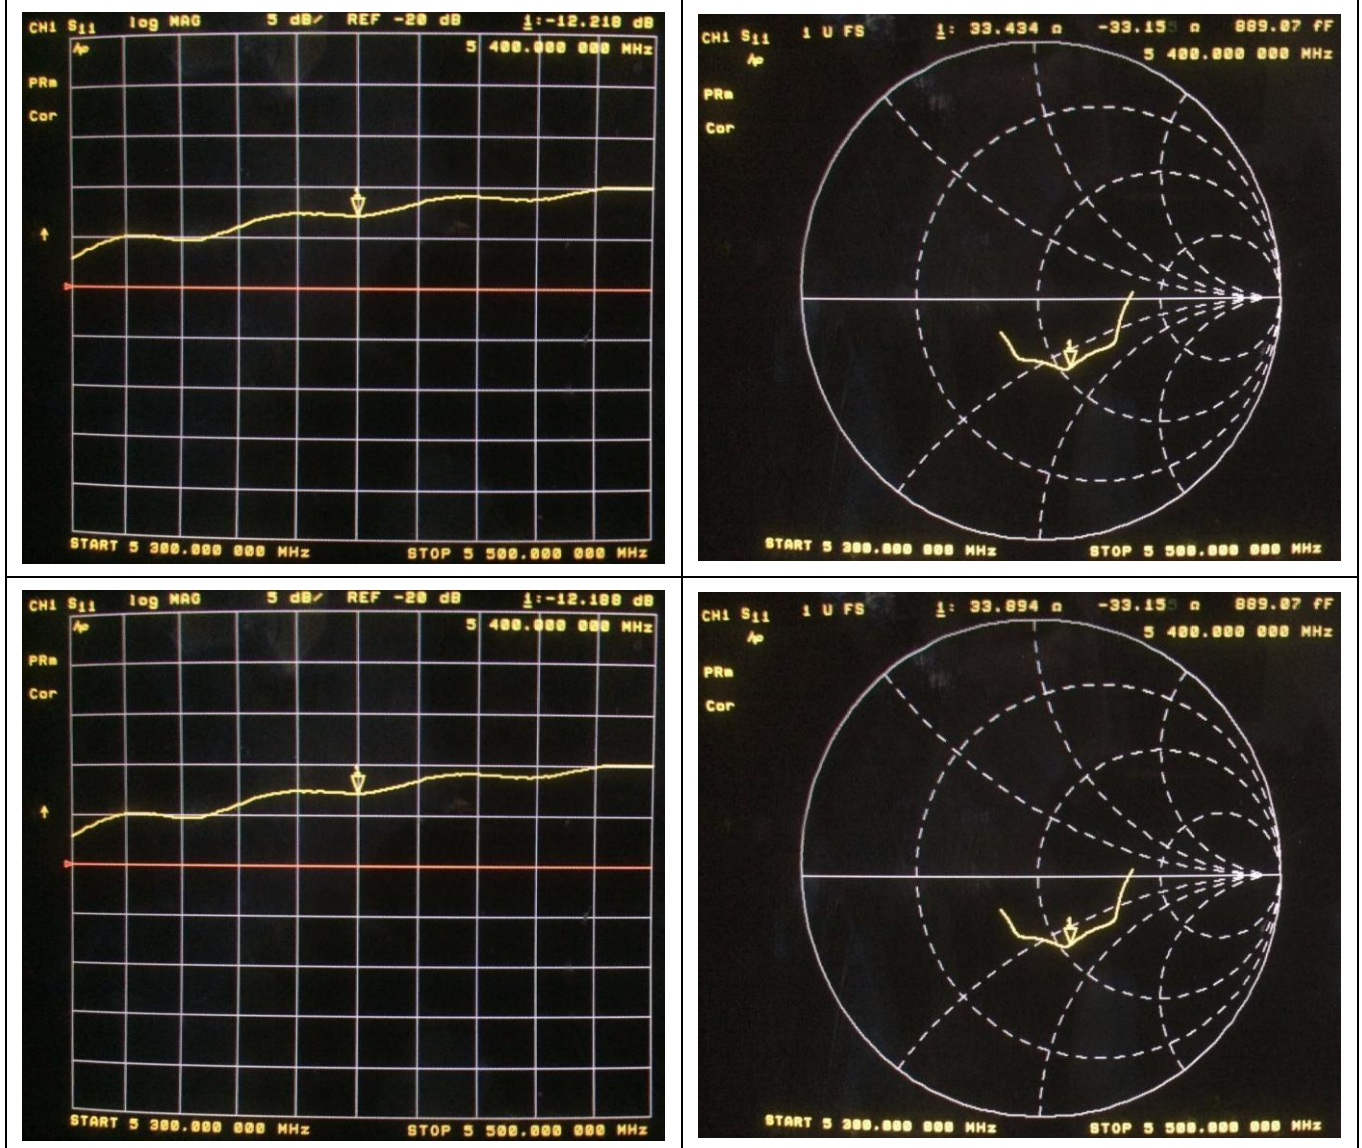 CH1 S11 log MAG 5 dB/ REF -20 dB 1:-12.218 dB
5 400.000 000 MHz
PRm
Cor
START 5 300.000 000 MHz STOP 5 500.000 000 MHz
CH1 S11 1 U FS 1: 33.434 Ω -33.155 Ω 889.07 fF
5 400.000 000 MHz
PRm
Cor
START 5 300.000 000 MHz STOP 5 500.000 000 MHz
CH1 S11 log MAG 5 dB/ REF -20 dB 1:-12.188 dB
5 400.000 000 MHz
PRm
Cor
START 5 300.000 000 MHz STOP 5 500.000 000 MHz
CH1 S11 1 U FS 1: 33.894 Ω -33.155 Ω 889.07 fF
5 400.000 000 MHz
PRm
Cor
START 5 300.000 000 MHz STOP 5 500.000 000 MHz